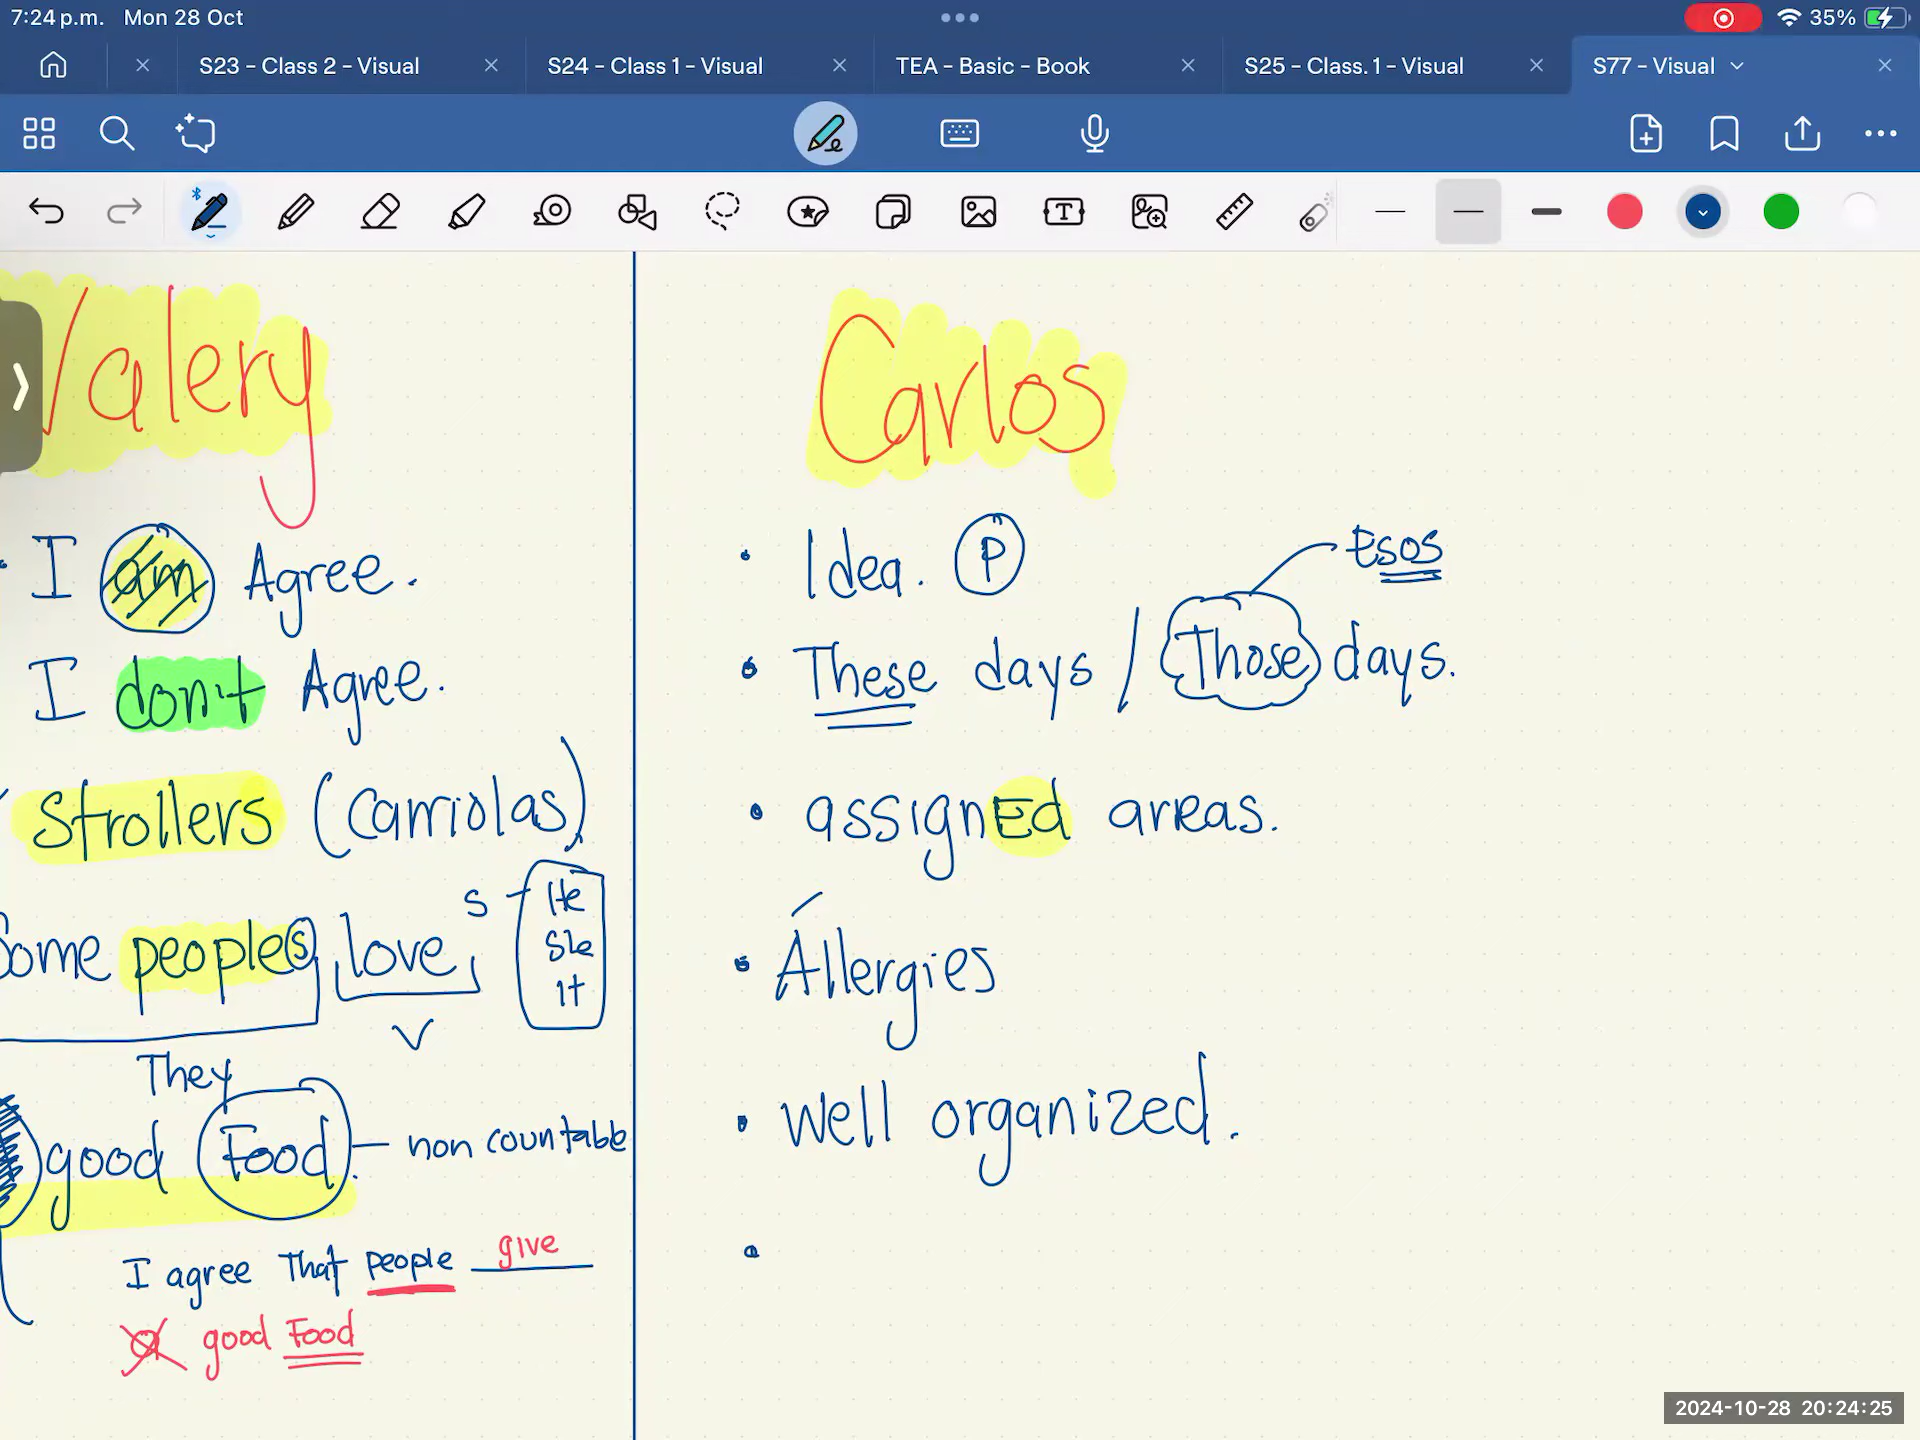 7:24 p.m. Mon 28 Oct
35%
S23 - Class 2 - Visual
S24 - Class 1 - Visual
TEA - Basic - Book
S25 - Class.1 - Visual
S77 - Visual
Valery
I am Agree.
I don't Agree.
Strollers (Carriolas)
Some peoples love s He
She
It
V
They
good Food. non countable
I agree That people give
a good Food
Carlos
• Idea. P
Esos
• These days / Those days.
• assignEd areas.
• Allergies
• Well organized.
•
2024-10-28 20:24:25